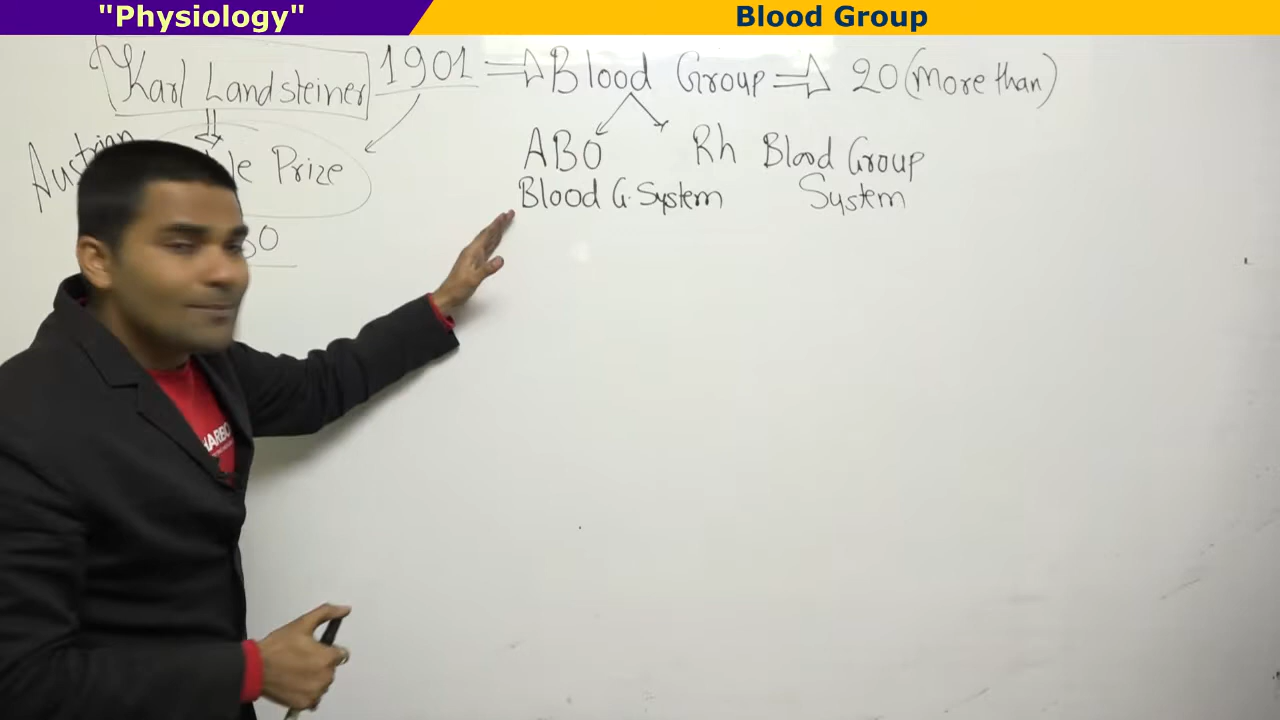 "Physiology"
Blood Group
Karl Landsteiner 1901 ⇒ Blood Group ⇒ 20 (More than)
Austrian
Prize
ABO
Blood G. System
Rh Blood Group
System